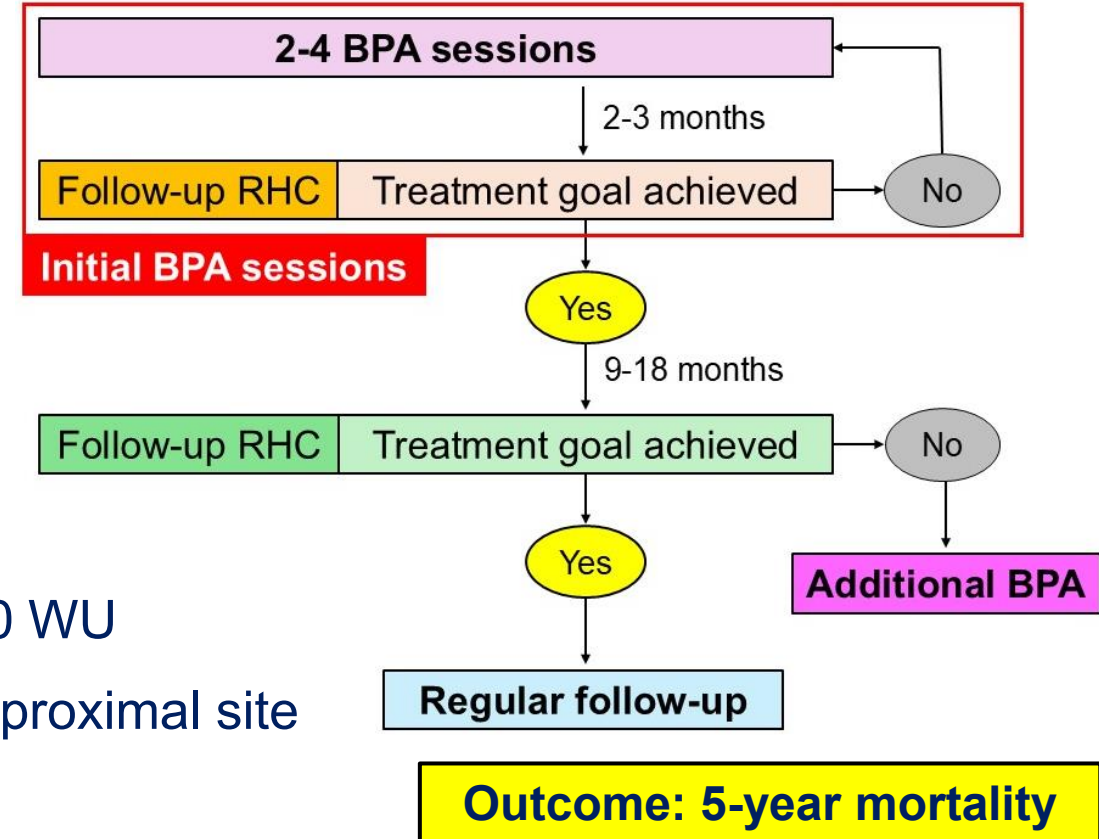 2-4 BPA sessions
2-3 months
Follow-up RHC
Treatment goal achieved
No
Initial BPA sessions
Yes
9-18 months
Follow-up RHC
Treatment goal achieved
No
Yes
Additional BPA
WU
proximal site
Regular follow-up
Outcome: 5-year mortality